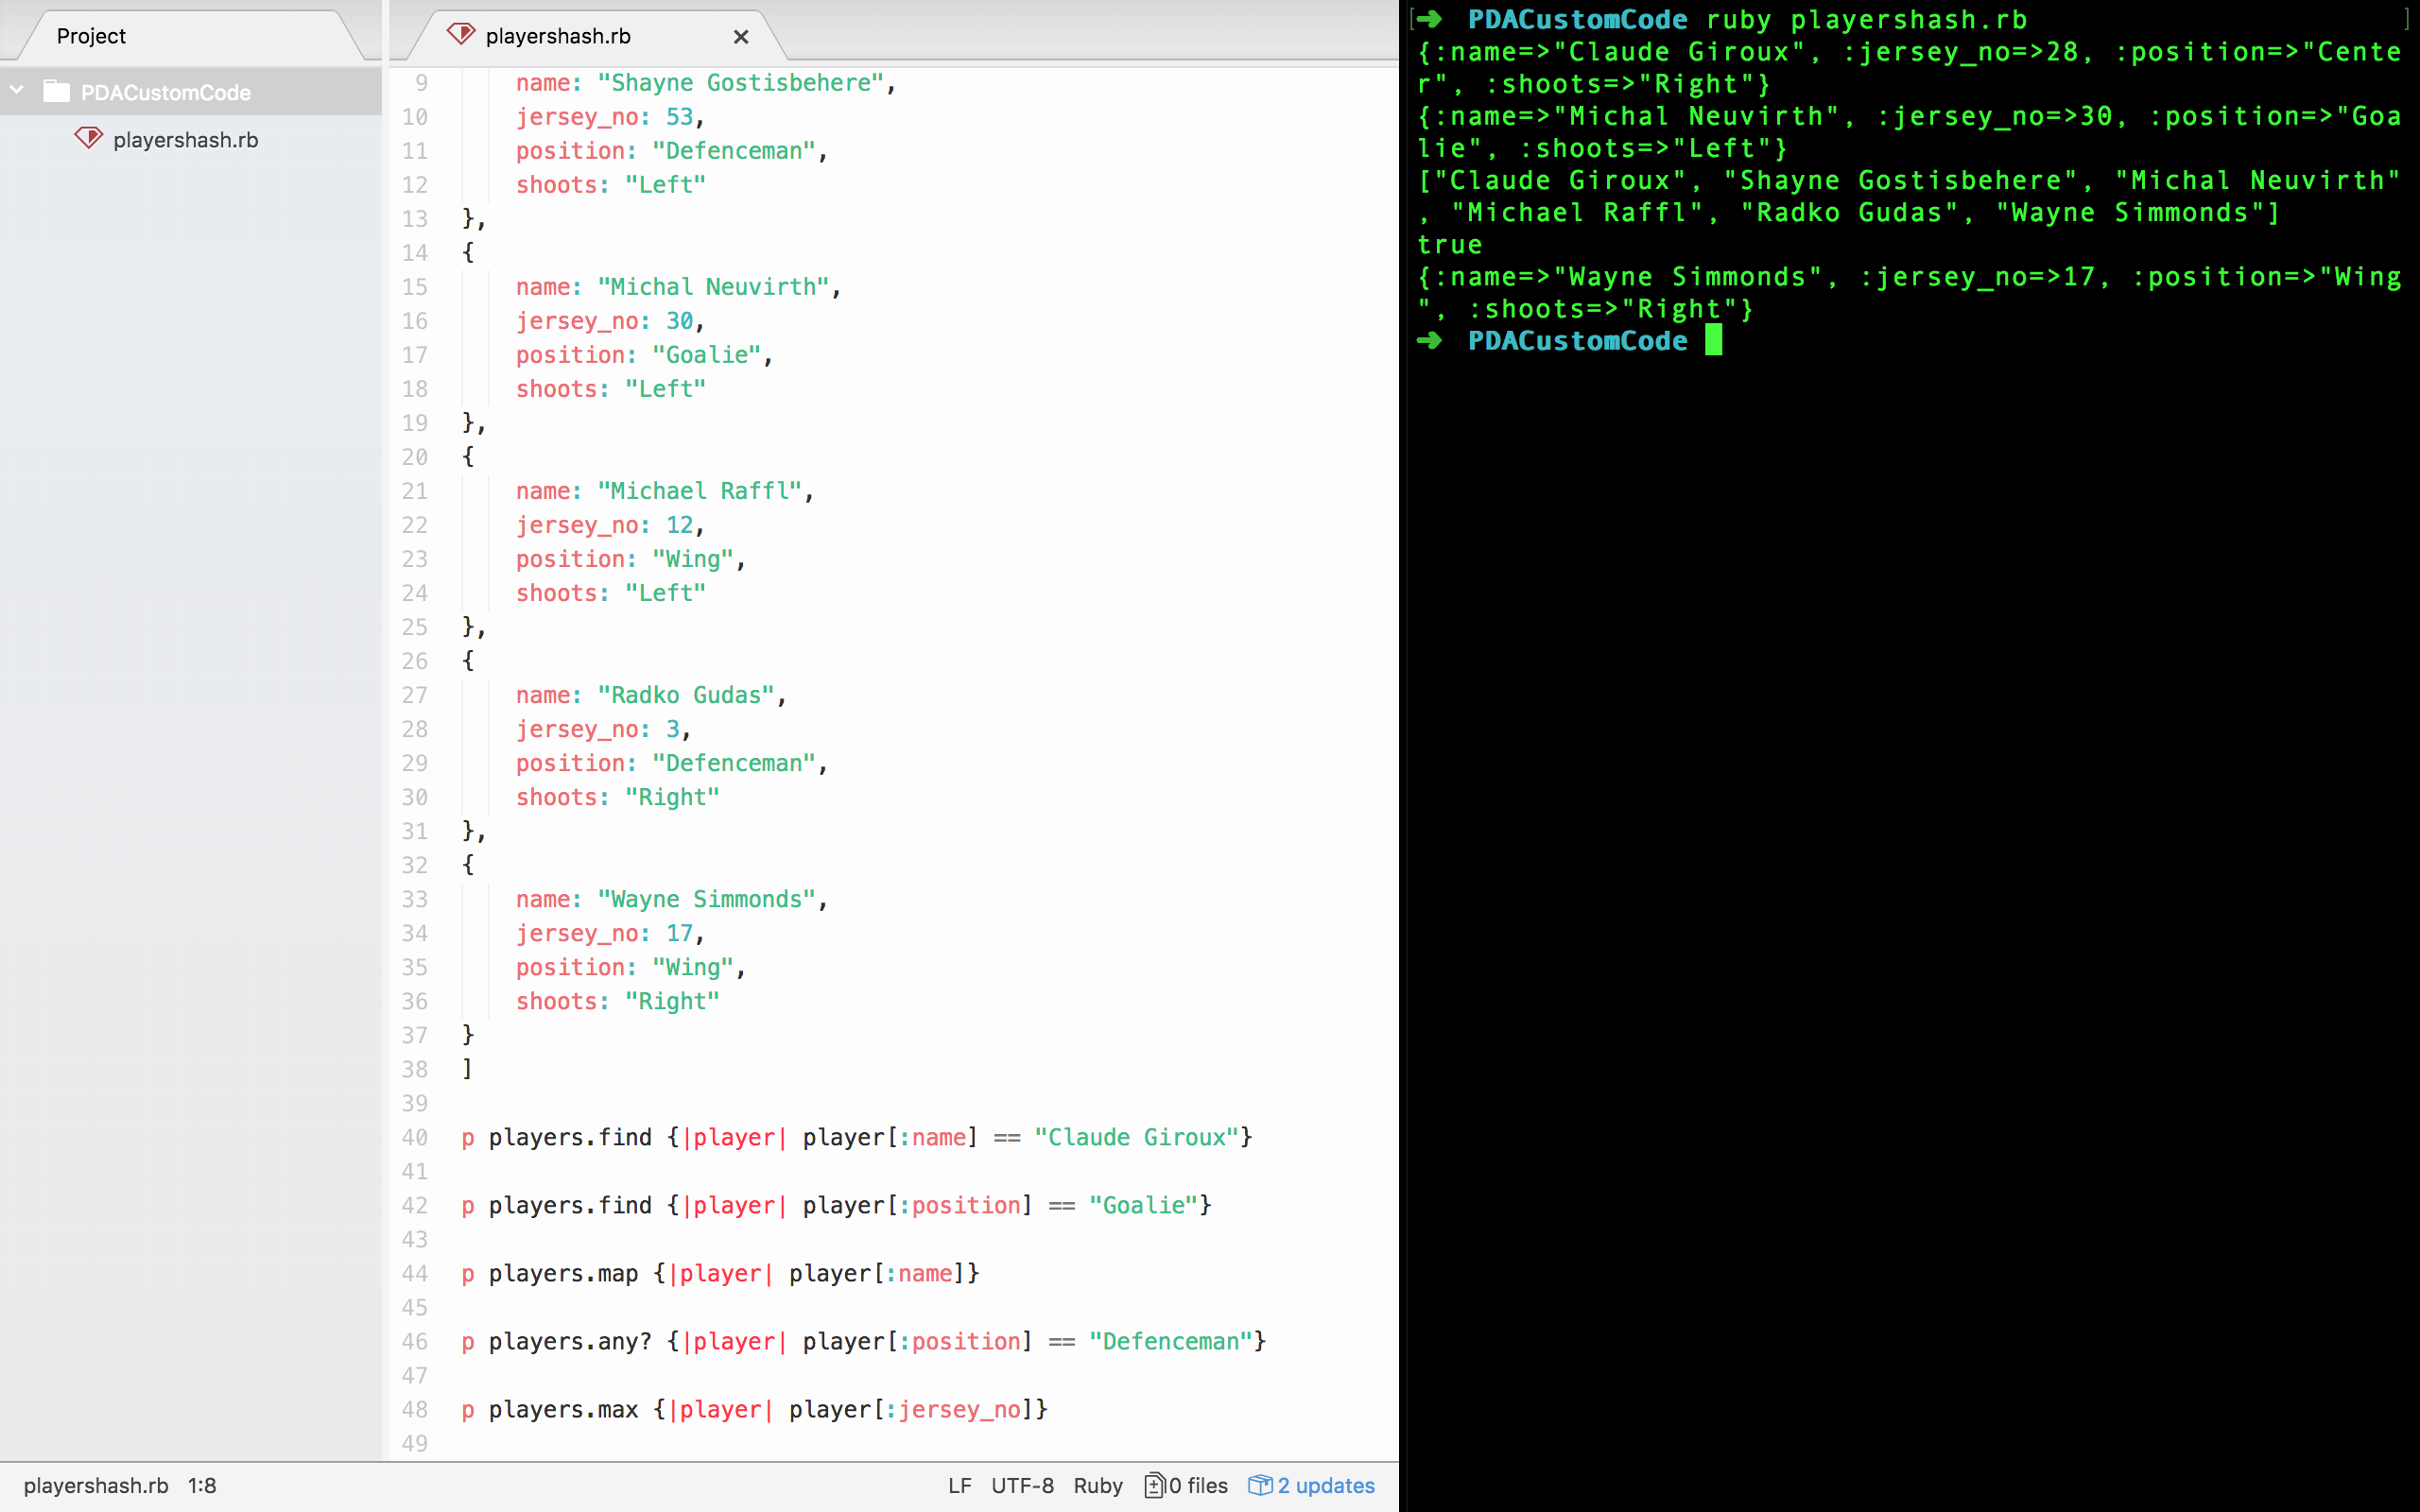 Project
PDACustomCode
playershash.rb
playershash.rb
9 name: "Shayne Gostisbehere",
10 jersey_no: 53,
11 position: "Defenceman",
12 shoots: "Left"
13 },
14 {
15 name: "Michal Neuvirth",
16 jersey_no: 30,
17 position: "Goalie",
18 shoots: "Left"
19 },
20 {
21 name: "Michael Raffl",
22 jersey_no: 12,
23 position: "Wing",
24 shoots: "Left"
25 },
26 {
27 name: "Radko Gudas",
28 jersey_no: 3,
29 position: "Defenceman",
30 shoots: "Right"
31 },
32 {
33 name: "Wayne Simmonds",
34 jersey_no: 17,
35 position: "Wing",
36 shoots: "Right"
37 }
38 ]
39
40 p players.find {|player| player[:name] == "Claude Giroux"}
41
42 p players.find {|player| player[:position] == "Goalie"}
43
44 p players.map {|player| player[:name]}
45
46 p players.any? {|player| player[:position] == "Defenceman"}
47
48 p players.max {|player| player[:jersey_no]}
49
playershash.rb 1:8 LF UTF-8 Ruby 0 files 2 updates
[➜ PDACustomCode ruby playershash.rb ]
{:name=>"Claude Giroux", :jersey_no=>28, :position=>"Cente
r", :shoots=>"Right"}
{:name=>"Michal Neuvirth", :jersey_no=>30, :position=>"Goa
lie", :shoots=>"Left"}
["Claude Giroux", "Shayne Gostisbehere", "Michal Neuvirth"
, "Michael Raffl", "Radko Gudas", "Wayne Simmonds"]
true
{:name=>"Wayne Simmonds", :jersey_no=>17, :position=>"Wing
", :shoots=>"Right"}
➜ PDACustomCode